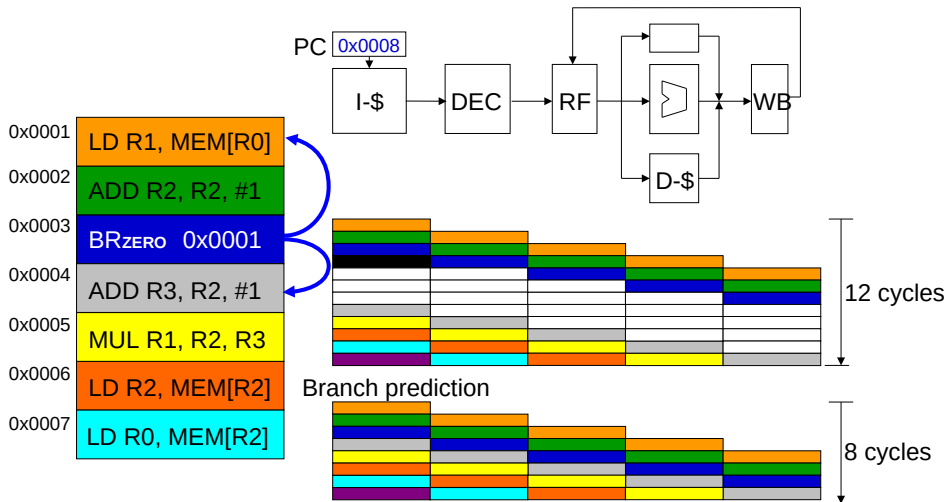 PC 0x0008
I-$ DEC RF D-$ WB
0x0001 LD R1, MEM[R0]
0x0002 ADD R2, R2, #1
0x0003 BRZERO 0x0001
0x0004 ADD R3, R2, #1
0x0005 MUL R1, R2, R3
0x0006 LD R2, MEM[R2]
0x0007 LD R0, MEM[R2]
12 cycles
Branch prediction
8 cycles